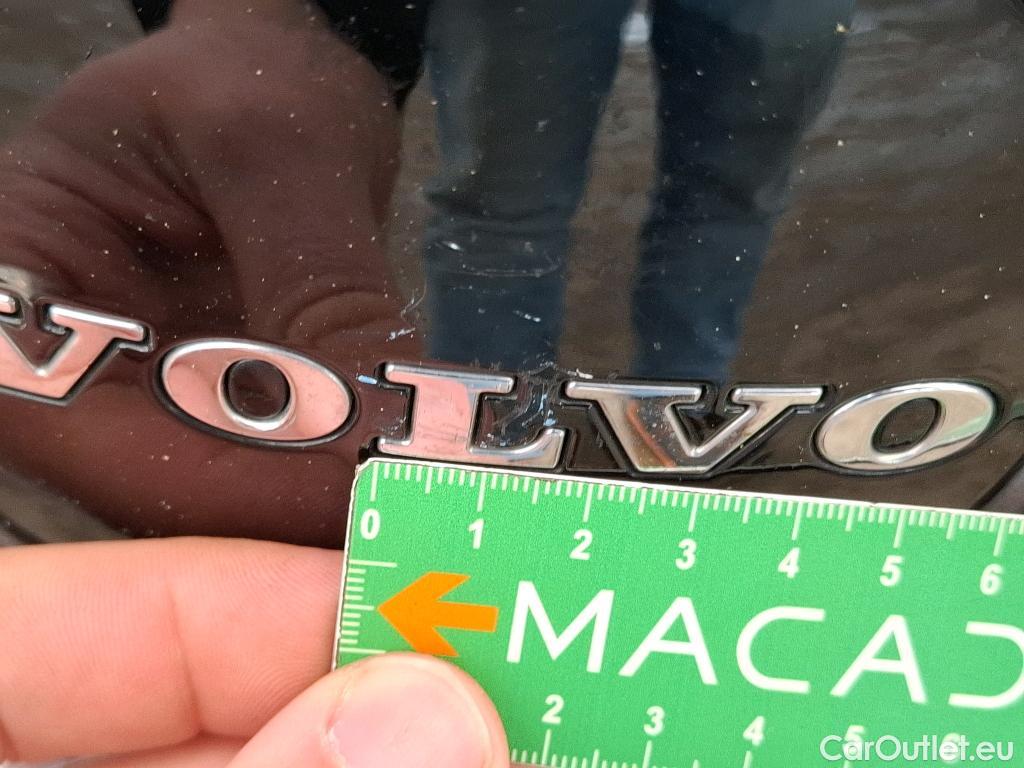 VOLVO
0 1 2 3 4 5 6
MACAD
2 3 4 5 6
CarOutlet.eu